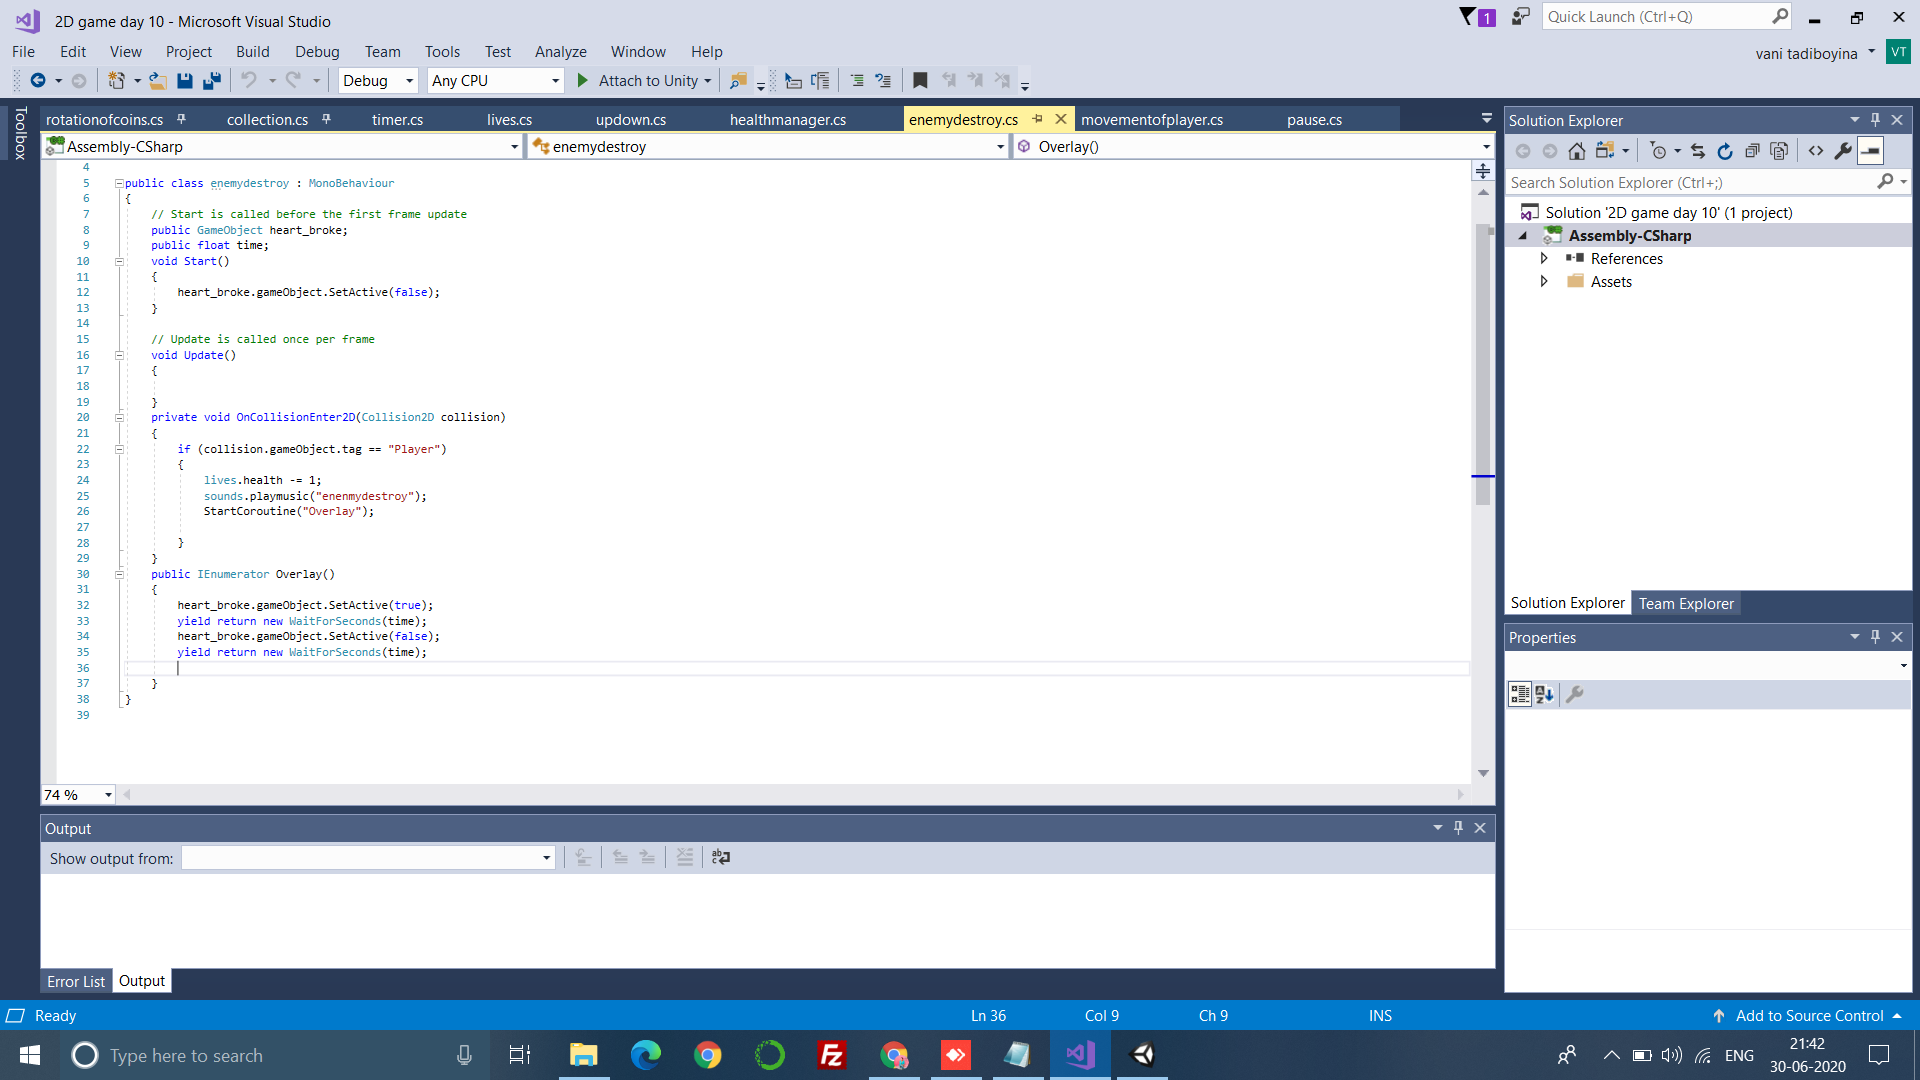 2D game day 10 - Microsoft Visual Studio
1
Quick Launch (Ctrl+Q)
File Edit View Project Build Debug Team Tools Test Analyze Window Help
vani tadiboyina VT
Debug Any CPU Attach to Unity
Toolbox
rotationofcoins.cs collection.cs timer.cs lives.cs updown.cs healthmanager.cs enemydestroy.cs movementofplayer.cs pause.cs
Assembly-CSharp enemydestroy Overlay()
4
5 public class enemydestroy : MonoBehaviour
6 {
7 // Start is called before the first frame update
8 public GameObject heart_broke;
9 public float time;
10 void Start()
11 {
12 heart_broke.gameObject.SetActive(false);
13 }
14
15 // Update is called once per frame
16 void Update()
17 {
18
19 }
20 private void OnCollisionEnter2D(Collision2D collision)
21 {
22 if (collision.gameObject.tag == "Player")
23 {
24 lives.health -= 1;
25 sounds.playmusic("enenmydestroy");
26 StartCoroutine("Overlay");
27
28 }
29 }
30 public IEnumerator Overlay()
31 {
32 heart_broke.gameObject.SetActive(true);
33 yield return new WaitForSeconds(time);
34 heart_broke.gameObject.SetActive(false);
35 yield return new WaitForSeconds(time);
36
37 }
38 }
39
74 %
Output
Show output from:
Error List Output
Solution Explorer
Search Solution Explorer (Ctrl+;)
Solution '2D game day 10' (1 project)
Assembly-CSharp
References
Assets
Solution Explorer Team Explorer
Properties
Ready Ln 36 Col 9 Ch 9 INS Add to Source Control
Type here to search
ENG
21:42
30-06-2020